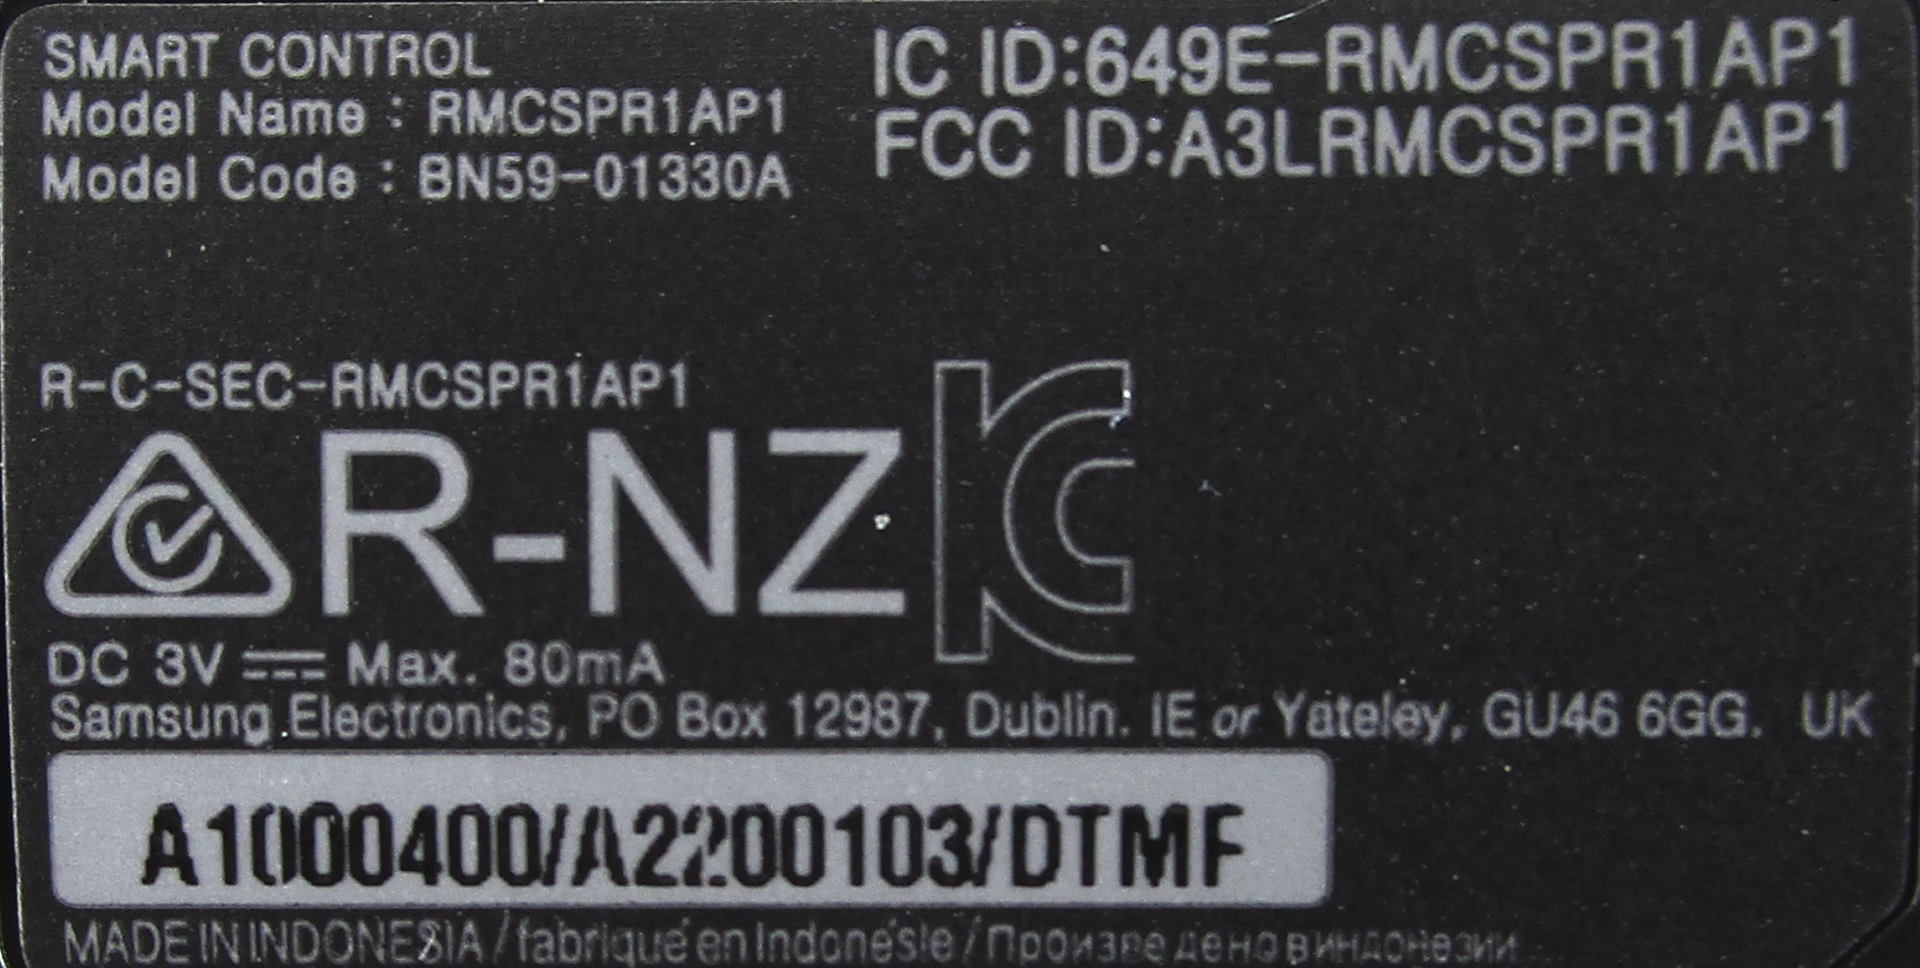 SMART CONTROL
Model Name : RMCSPR1AP1
Model Code : BN59-01330A
IC ID:649E-RMCSPR1AP1
FCC ID:A3LRMCSPR1AP1
R-C-SEC-RMCSPR1AP1
R-NZ
DC 3V ⎓ Max. 80mA
Samsung Electronics, PO Box 12987, Dublin. IE or Yateley, GU46 6GG. UK
A1000400/A2200103/DTMF
MADE IN INDONESIA / fabriqué en Indonésie / Произведено в индонезии